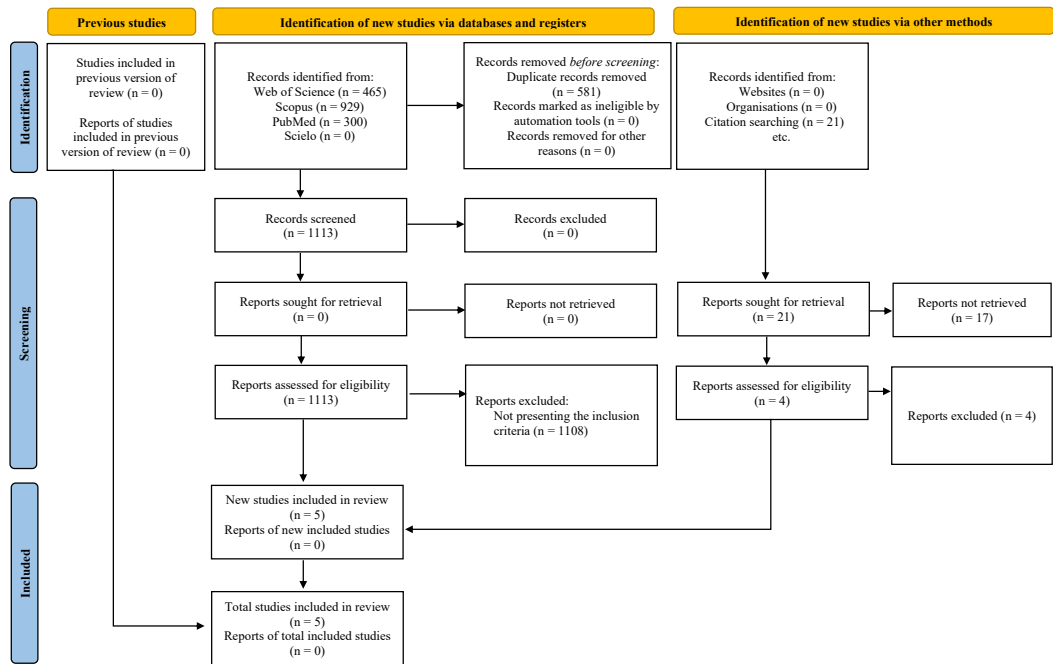 Previous studies
Identification of new studies via databases and registers
Identification of new studies via other methods
Identification
Studies included in
previous version of
review (n = 0)
Reports of studies
included in previous
version of review (n = 0)
Records identified from:
Web of Science (n = 465)
Scopus (n = 929)
PubMed (n = 300)
Scielo (n = 0)
Records removed before screening:
Duplicate records removed
(n = 581)
Records marked as ineligible by
automation tools (n = 0)
Records removed for other
reasons (n = 0)
Records identified from:
Websites (n = 0)
Organisations (n = 0)
Citation searching (n = 21)
etc.
Screening
Records screened
(n = 1113)
Records excluded
(n = 0)
Reports sought for retrieval
(n = 0)
Reports not retrieved
(n = 0)
Reports sought for retrieval
(n = 21)
Reports not retrieved
(n = 17)
Reports assessed for eligibility
(n = 1113)
Reports excluded:
Not presenting the inclusion
criteria (n = 1108)
Reports assessed for eligibility
(n = 4)
Reports excluded (n = 4)
Included
New studies included in review
(n = 5)
Reports of new included studies
(n = 0)
Total studies included in review
(n = 5)
Reports of total included studies
(n = 0)